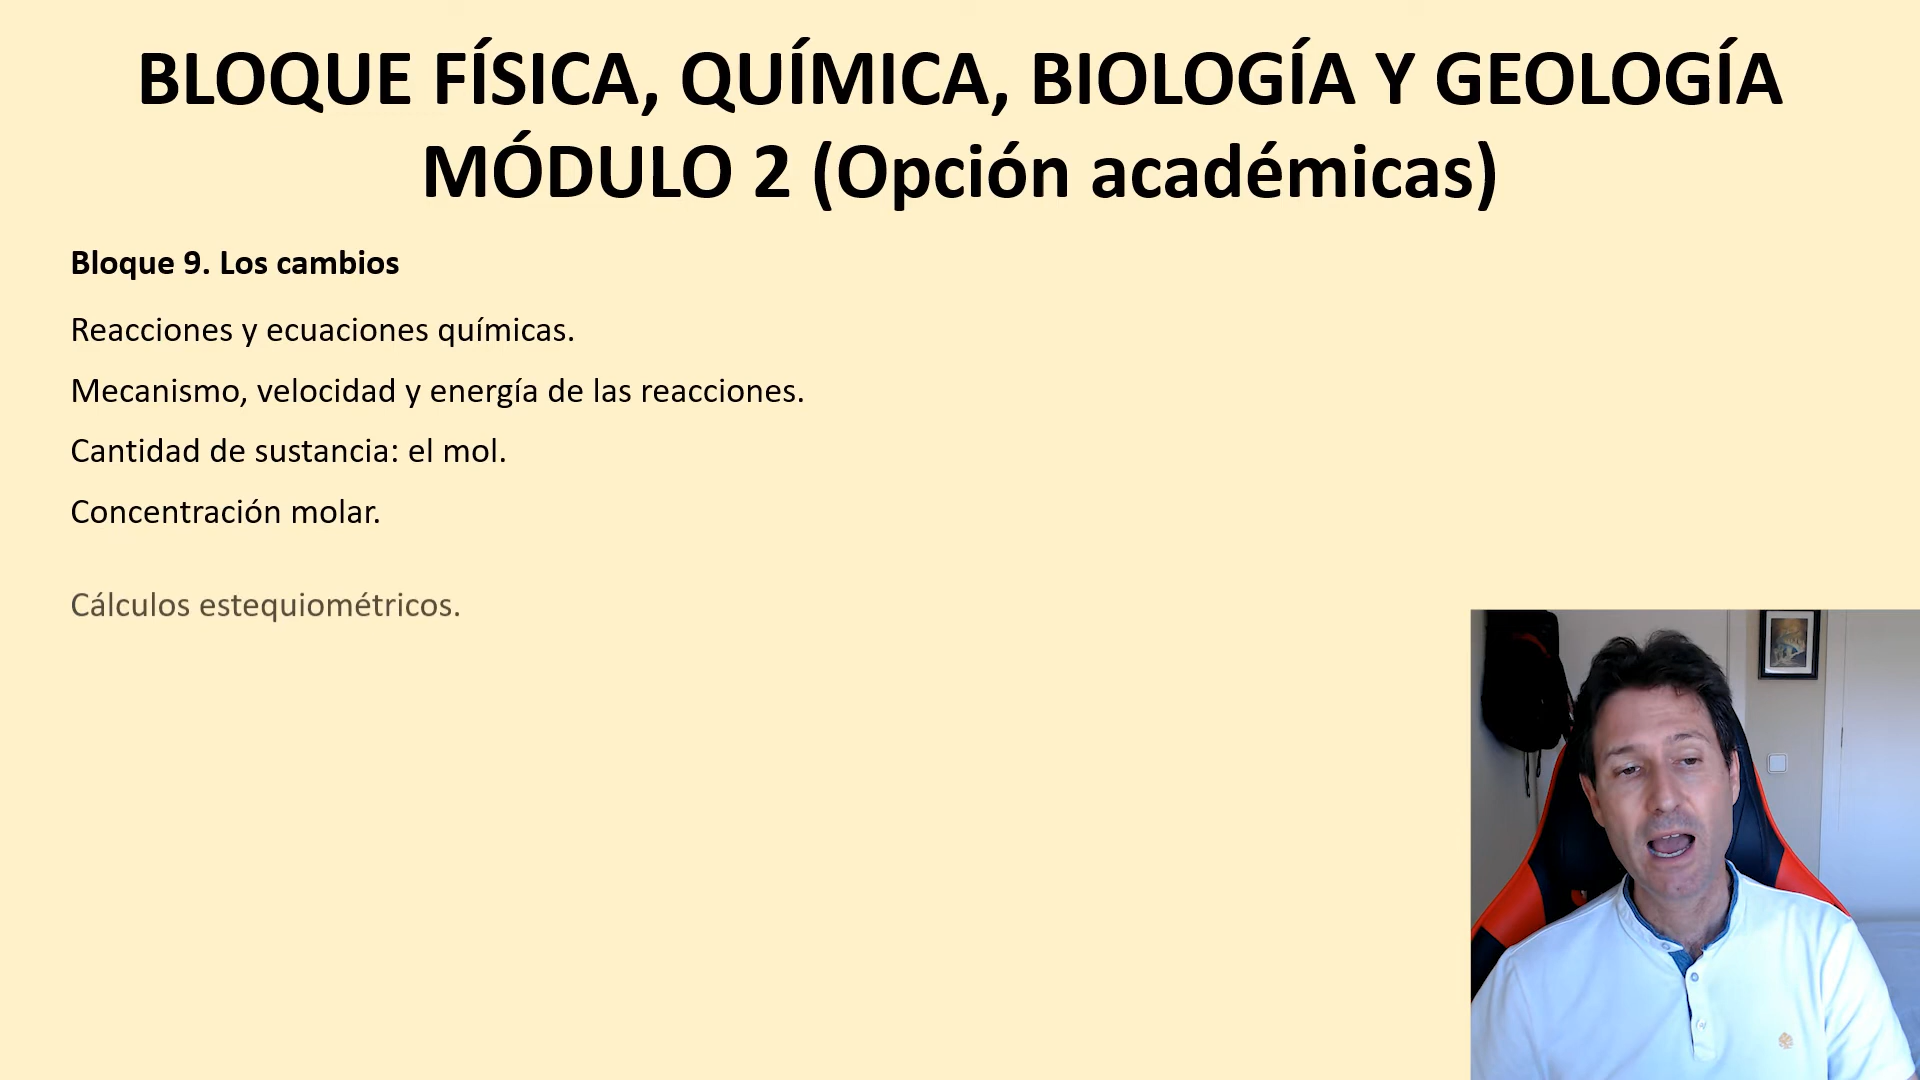 BLOQUE FÍSICA, QUÍMICA, BIOLOGÍA Y GEOLOGÍA
MÓDULO 2 (Opción académicas)
Bloque 9. Los cambios
Reacciones y ecuaciones químicas.
Mecanismo, velocidad y energía de las reacciones.
Cantidad de sustancia: el mol.
Concentración molar.
Cálculos estequiométricos.